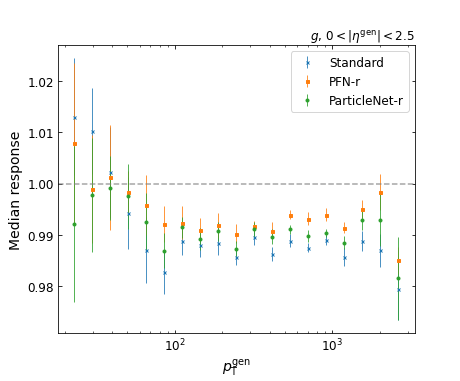 g, 0 < |η^gen| < 2.5
Standard
PFN-r
ParticleNet-r
Median response
1.02
1.01
1.00
0.99
0.98
10^2
10^3
p_T^gen